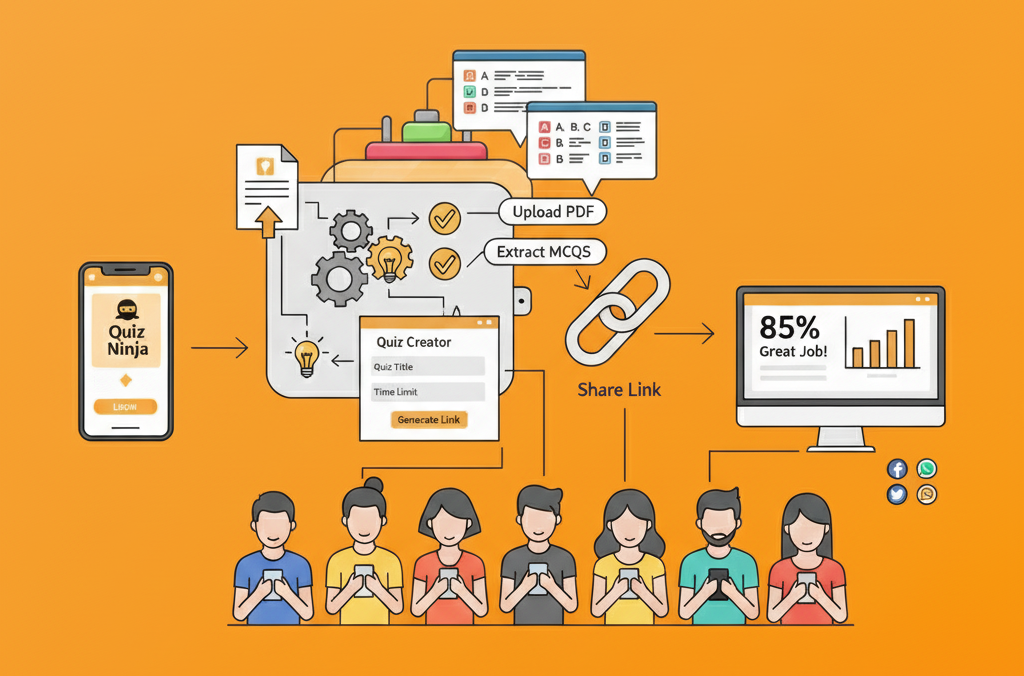 A
D
D
A. B. C
B.
B
Upload PDF
Extract MCQS
Quiz
Ninja
Quiz Creator
Quiz Title
Time Limit
Generate Link
Share Link
85%
Great Job!